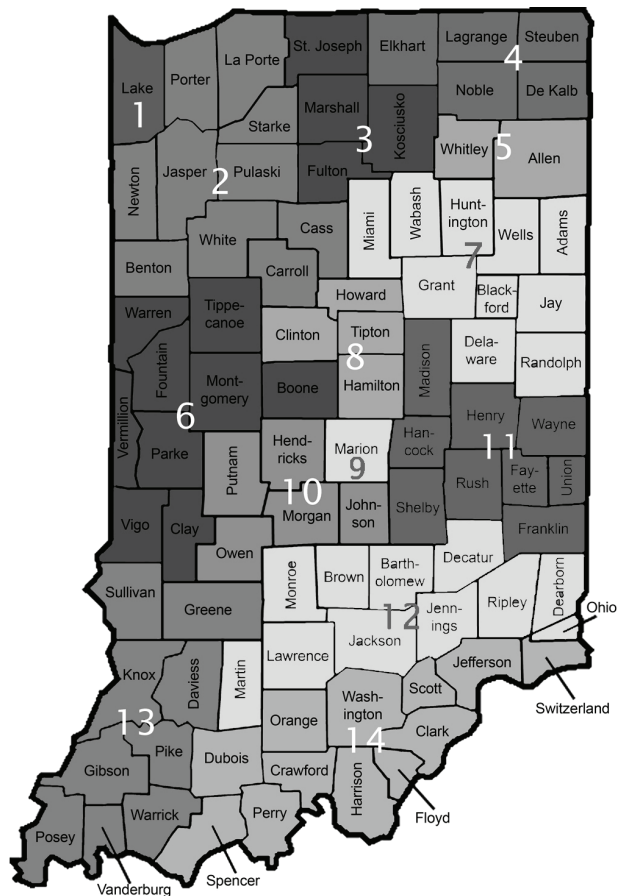 St. Joseph
Elkhart
Lagrange
Steuben
La Porte
4
Lake
Porter
1
Noble
De Kalb
Marshall
Kosciusko
Starke
3
Whitley
5
Allen
Newton
Jasper
2
Pulaski
Fulton
Miami
Wabash
Hunt-
ington
Wells
Adams
White
Cass
7
Benton
Carroll
Grant
Black-
ford
Jay
Howard
Warren
Tippe-
canoe
Clinton
Tipton
8
Madison
Dela-
ware
Randolph
Fountain
Mont-
gomery
Boone
Hamilton
Vermillion
6
Henry
Wayne
Parke
Putnam
Hend-
ricks
Marion
9
Han-
cock
11
Rush
Fay-
ette
Union
10
Morgan
John-
son
Shelby
Vigo
Clay
Franklin
Owen
Monroe
Brown
Barth-
olomew
Decatur
Sullivan
Greene
12
Jenn-
ings
Ripley
Dearborn
Ohio
Jackson
Lawrence
Knox
Daviess
Martin
Jefferson
Switzerland
Orange
Wash-
ington
Scott
13
14
Clark
Pike
Dubois
Gibson
Crawford
Harrison
Floyd
Posey
Warrick
Perry
Spencer
Vanderburg